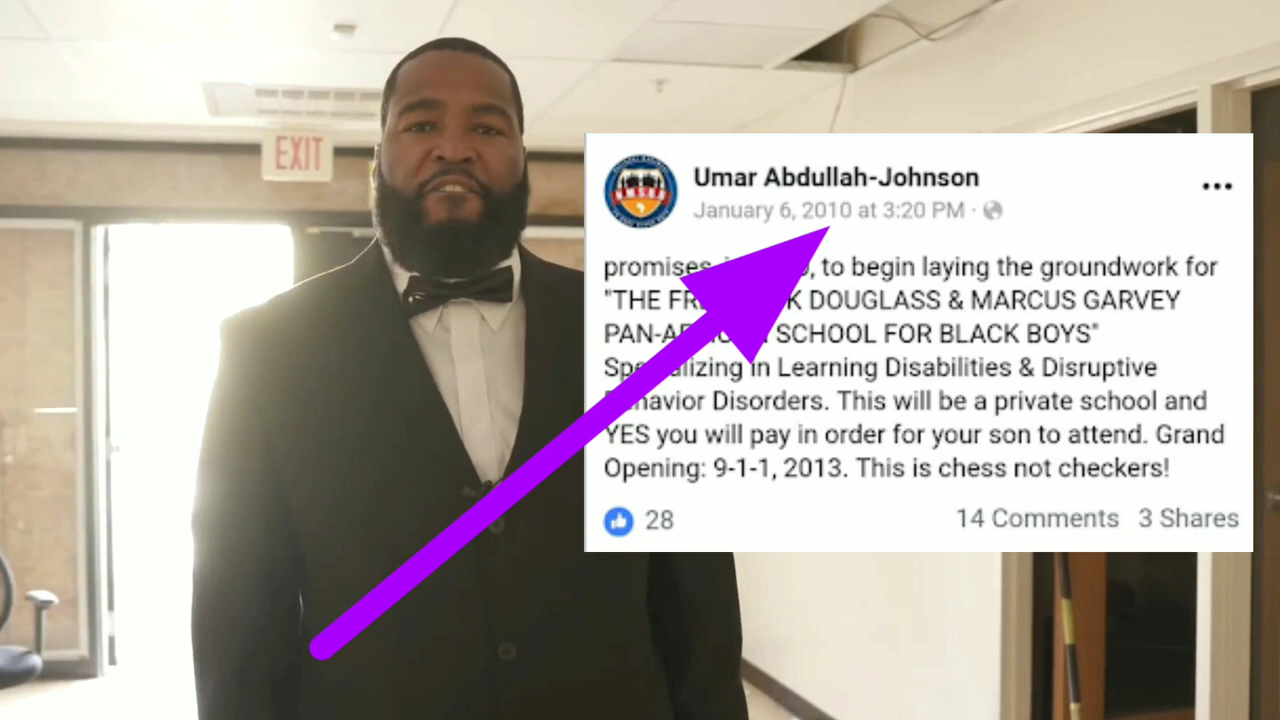 EXIT
Umar Abdullah-Johnson
January 6, 2010 at 3:20 PM ·
promises to begin laying the groundwork for
"THE DOUGLASS & MARCUS GARVEY
SCHOOL FOR BLACK BOYS"
in Learning Disabilities & Disruptive
Disorders. This will be a private school and
YES you will pay in order for your son to attend. Grand
Opening: 9-1-1, 2013. This is chess not checkers!
28
14 Comments 3 Shares